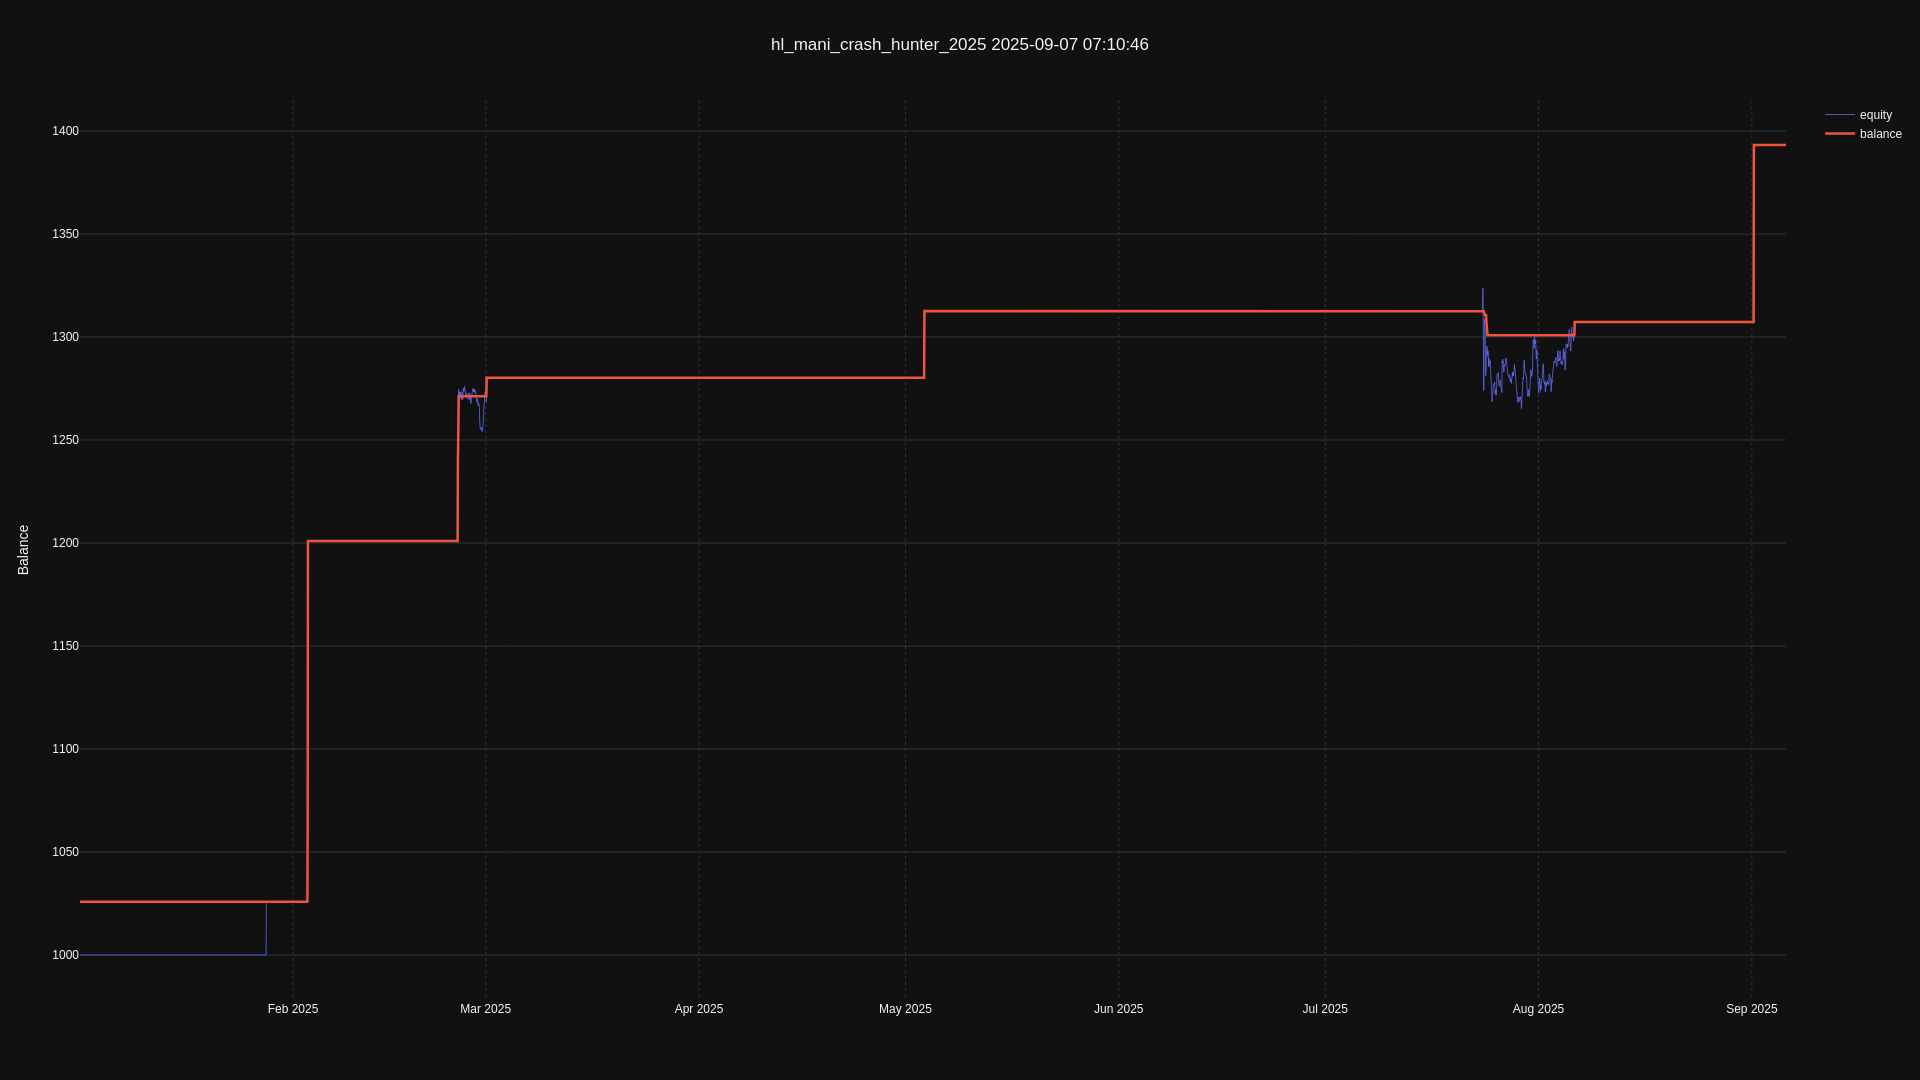 hl_mani_crash_hunter_2025 2025-09-07 07:10:46
equity
balance
1400
1350
1300
1250
1200
1150
1100
1050
1000
Balance
Feb 2025
Mar 2025
Apr 2025
May 2025
Jun 2025
Jul 2025
Aug 2025
Sep 2025